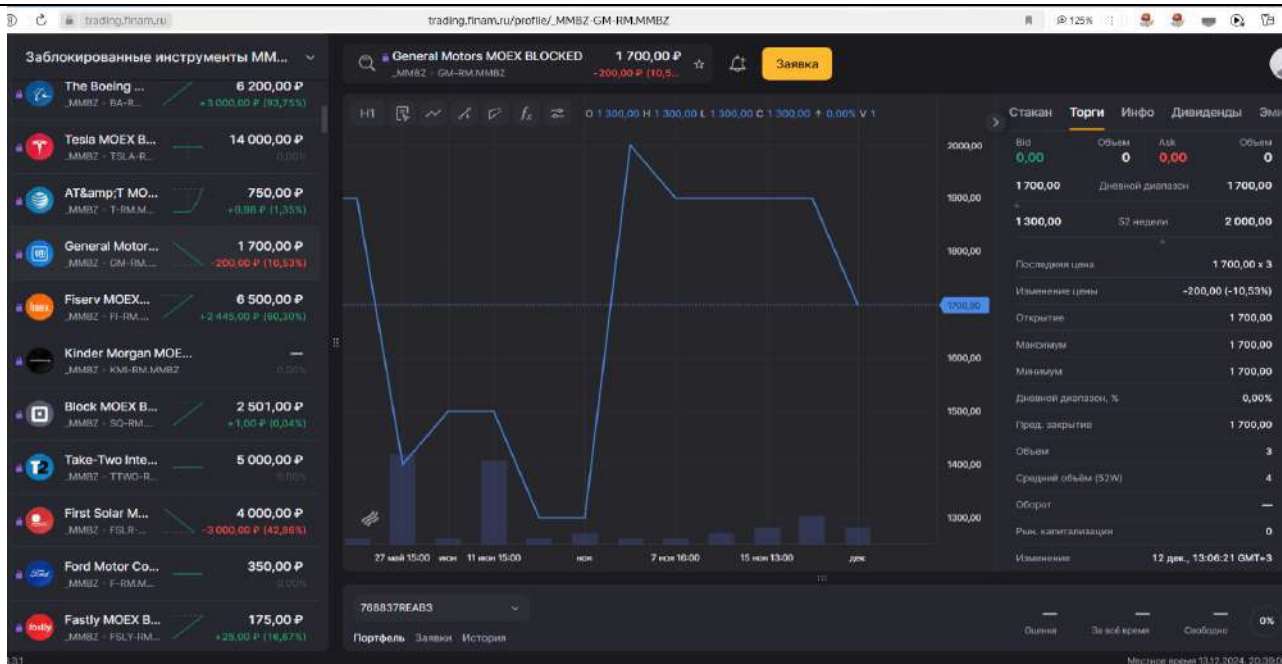 trading.finam.ru
trading.finam.ru/profile/_MMBZ-GM-RM.MMBZ
125%
Заблокированные инструменты ММ...
The Boeing ...
6 200,00 ₽
_MMBZ - BA-R...
+3 000,00 ₽ (93,75%)
Tesla MOEX B...
14 000,00 ₽
_MMBZ - TSLA-R...
0,00%
AT&amp;T MO...
750,00 ₽
_MMBZ - T-RM.M...
+9,98 ₽ (1,35%)
General Motor...
1 700,00 ₽
_MMBZ - GM-RM....
-200,00 ₽ (10,53%)
Fiserv MOEX...
6 500,00 ₽
_MMBZ - FI-RM....
+2 445,00 ₽ (60,30%)
Kinder Morgan MOE...
—
_MMBZ - KMI-RM.MMBZ
0,00%
Block MOEX B...
2 501,00 ₽
_MMBZ - SQ-RM...
+1,00 ₽ (0,04%)
Take-Two Inte...
5 000,00 ₽
_MMBZ - TTWO-R...
0,00%
First Solar M...
4 000,00 ₽
_MMBZ - FSLR-...
-3 000,00 ₽ (42,86%)
Ford Motor Co...
350,00 ₽
_MMBZ - F-RM.M...
0,00%
Fastly MOEX B...
175,00 ₽
_MMBZ - FSLY-RM...
+25,00 ₽ (16,67%)
General Motors MOEX BLOCKED
1 700,00 ₽
_MMBZ - GM-RM.MMBZ
-200,00 ₽ (10,5...
Заявка
H1
O 1 300,00 H 1 300,00 L 1 300,00 C 1 300,00 0,00% V 1
2000,00
1900,00
1800,00
1700,00
1600,00
1500,00
1400,00
1300,00
27 май 15:00 июн 11 июн 15:00 ноя 7 ноя 16:00 15 ноя 13:00 дек
Стакан Торги Инфо Дивиденды Эми
Bid Объем Ask Объем
0,00 0 0,00 0
1 700,00 Дневной диапазон 1 700,00
1 300,00 52 недели 2 000,00
Последняя цена 1 700,00 x 3
Изменение цены -200,00 (-10,53%)
Открытие 1 700,00
Максимум 1 700,00
Минимум 1 700,00
Дневной диапазон, % 0,00%
Пред. закрытие 1 700,00
Объем 3
Средний объём (52W) 4
Оборот —
Рын. капитализация 0
Изменение 12 дек., 13:06:21 GMT+3
768837REAB3
Портфель Заявки История
— — — 0%
Оценка За всё время Свободно
Местное время 13.12.2024, 20:35: